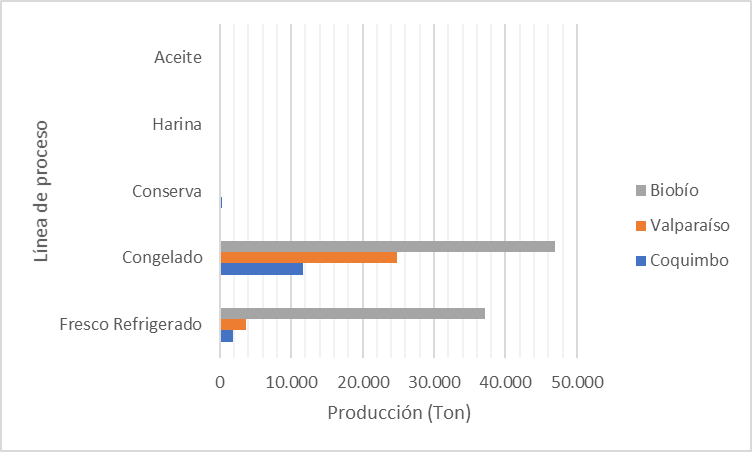 Línea de proceso
Aceite
Harina
Conserva
Congelado
Fresco Refrigerado
0
10.000
20.000
30.000
40.000
50.000
Producción (Ton)
Biobío
Valparaíso
Coquimbo